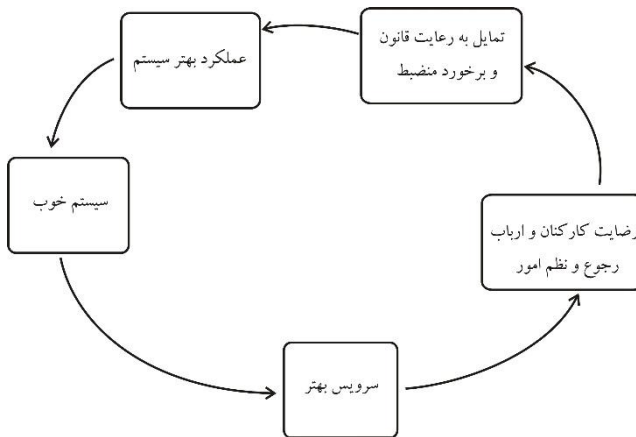 تمایل به رعایت قانون
و برخورد منضبط
عملکرد بهتر سیستم
سیستم خوب
رضایت کارکنان و ارباب
رجوع و نظم امور
سرویس بهتر